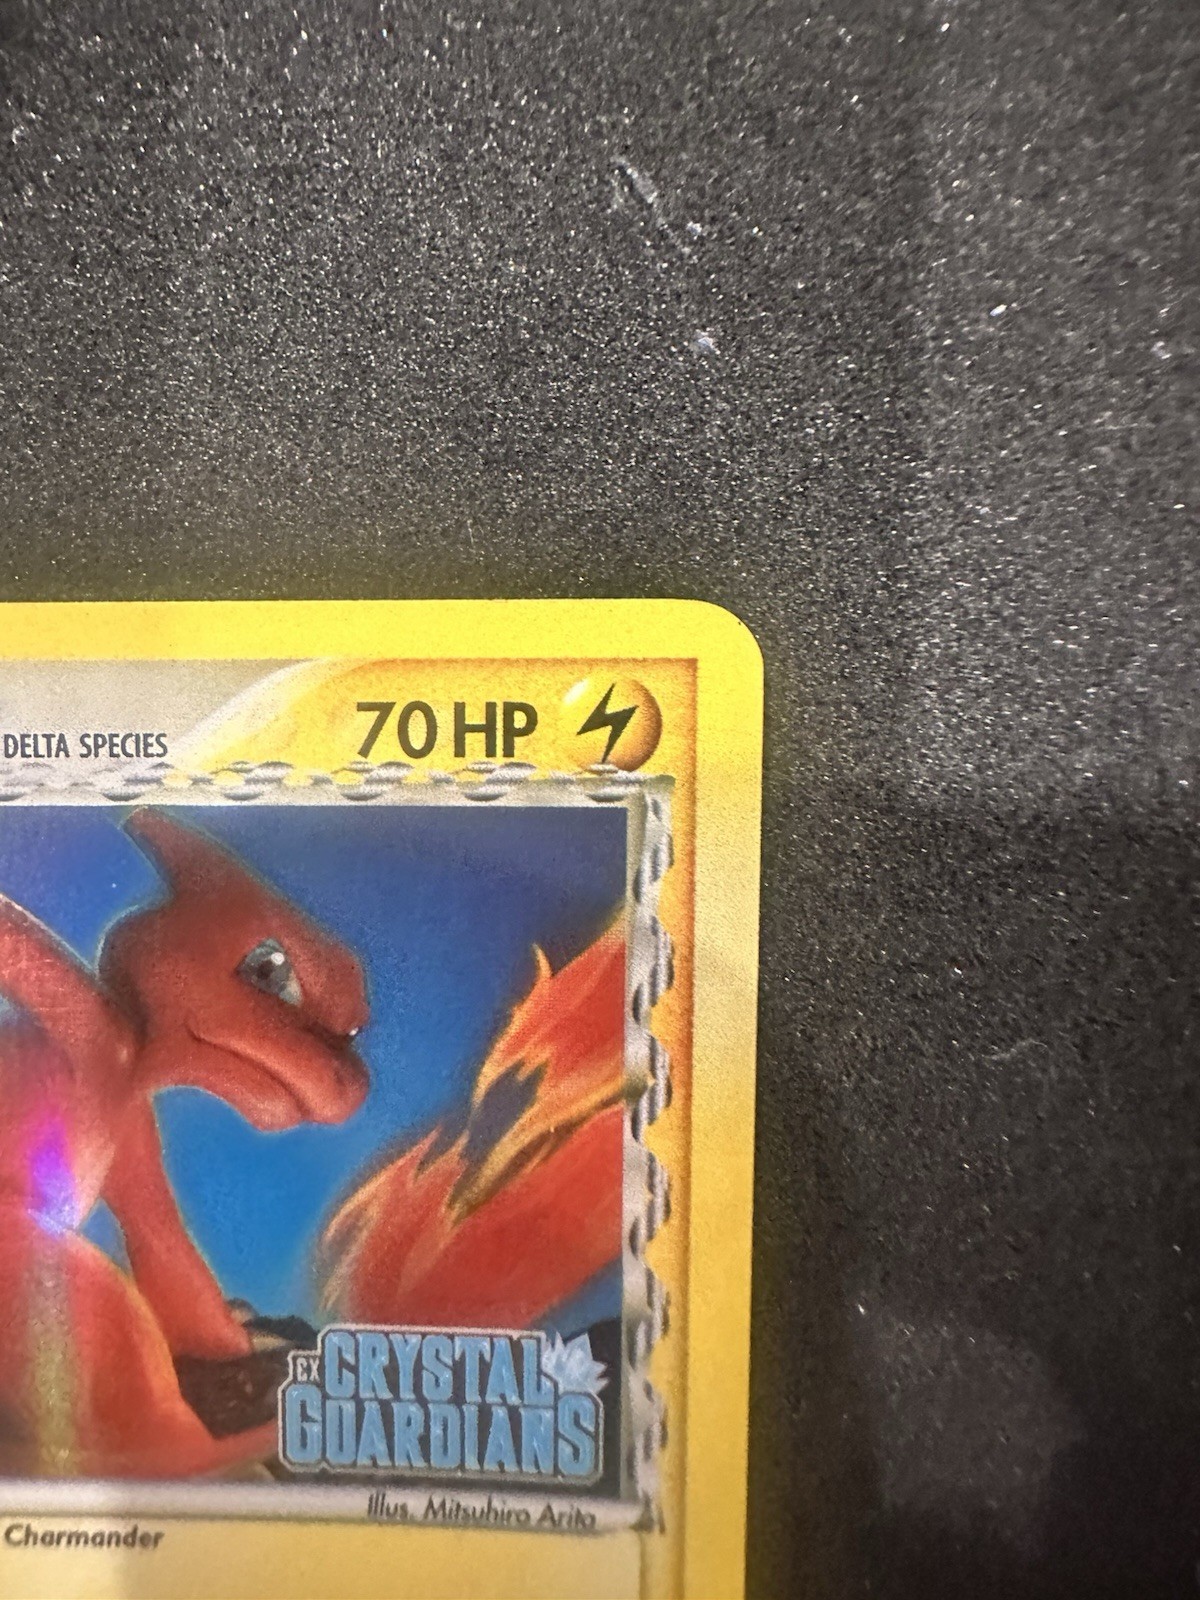 DELTA SPECIES 70 HP
ex CRYSTAL
GUARDIANS
Illus. Mitsuhiro Arita
Charmander